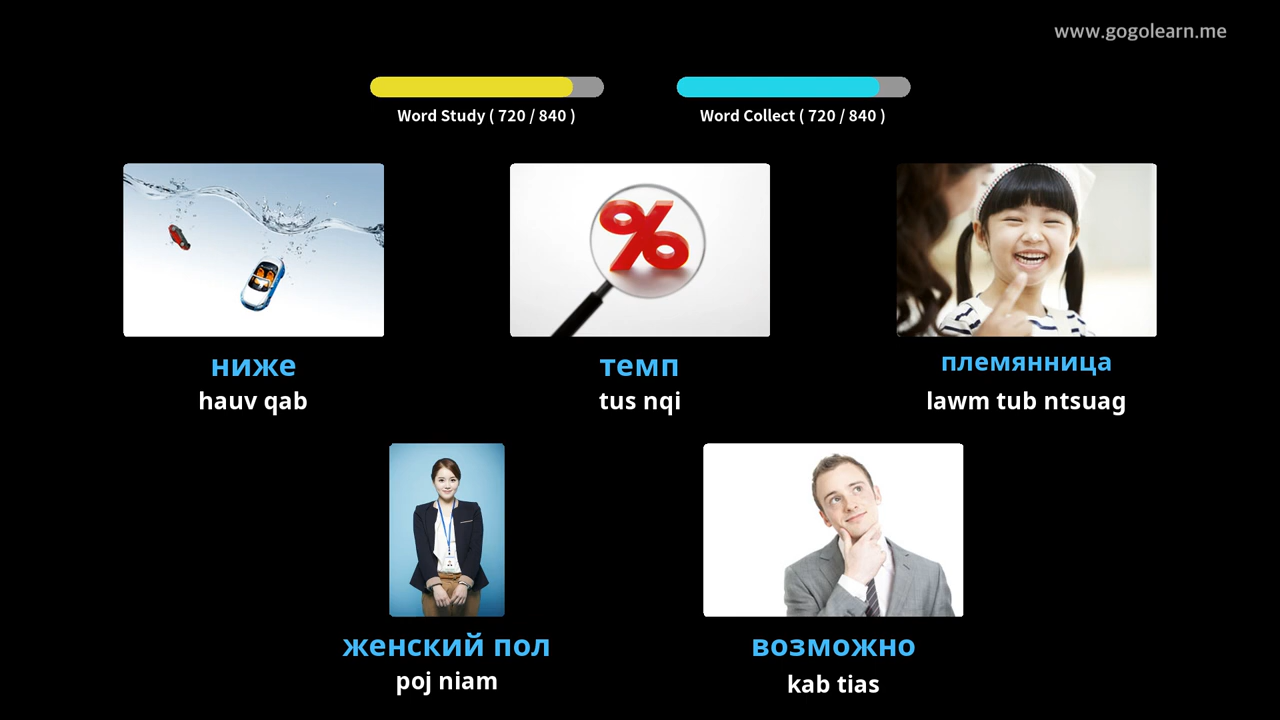 www.gogolearn.me
Word Study ( 720 / 840 )
Word Collect ( 720 / 840 )
ниже
hauv qab
темп
tus nqi
племянница
lawm tub ntsuag
женский пол
poj niam
возможно
kab tias